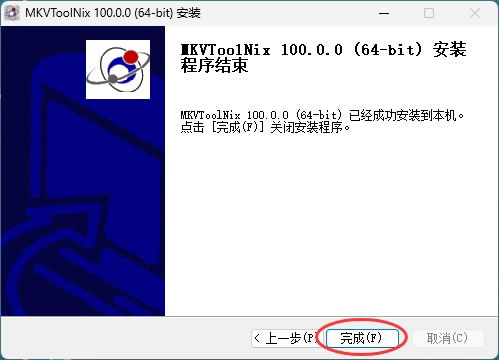 MKVToolNix 100.0.0 (64-bit) 安装
MKVToolNix 100.0.0 (64-bit) 安装
程序结束
MKVToolNix 100.0.0 (64-bit) 已经成功安装到本机。
点击 [完成(F)] 关闭安装程序。
< 上一步(P)
完成(F)
取消(C)